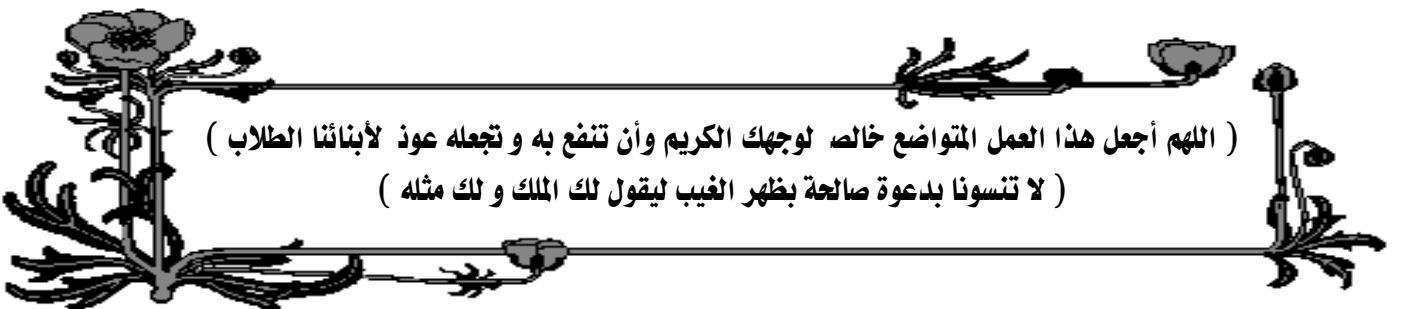 ( اللهم أجعل هذا العمل المتواضع خالص لوجهك الكريم وأن تنفع به و تجعله عوذ لأبنائنا الطلاب )
( لا تنسونا بدعوة صالحة بظهر الغيب ليقول لك الملك و لك مثله )